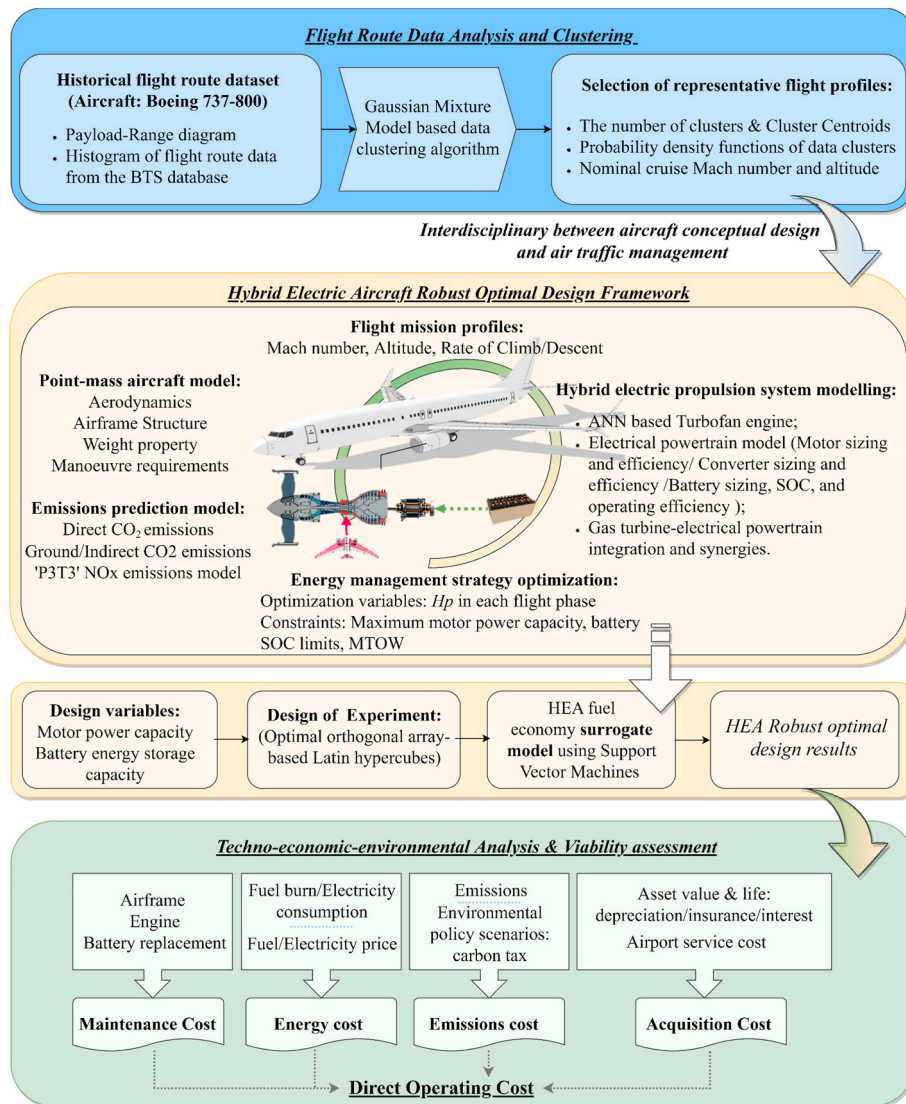 Flight Route Data Analysis and Clustering
Historical flight route dataset
(Aircraft: Boeing 737-800)
• Payload-Range diagram
• Histogram of flight route data
from the BTS database
Gaussian Mixture
Model based data
clustering algorithm
Selection of representative flight profiles:
• The number of clusters & Cluster Centroids
• Probability density functions of data clusters
• Nominal cruise Mach number and altitude
Interdisciplinary between aircraft conceptual design
and air traffic management
Hybrid Electric Aircraft Robust Optimal Design Framework
Flight mission profiles:
Mach number, Altitude, Rate of Climb/Descent
Point-mass aircraft model:
Aerodynamics
Airframe Structure
Weight property
Manoeuvre requirements
Emissions prediction model:
Direct CO₂ emissions
Ground/Indirect CO2 emissions
'P3T3' NOx emissions model
Hybrid electric propulsion system modelling:
• ANN based Turbofan engine;
• Electrical powertrain model (Motor sizing
and efficiency/ Converter sizing and
efficiency /Battery sizing, SOC, and
operating efficiency );
• Gas turbine-electrical powertrain
integration and synergies.
Energy management strategy optimization:
Optimization variables: Hp in each flight phase
Constraints: Maximum motor power capacity, battery
SOC limits, MTOW
Design variables:
Motor power capacity
Battery energy storage
capacity
Design of Experiment:
(Optimal orthogonal array-
based Latin hypercubes)
HEA fuel
economy surrogate
model using Support
Vector Machines
HEA Robust optimal
design results
Techno-economic-environmental Analysis & Viability assessment
Airframe
Engine
Battery replacement
Fuel burn/Electricity
consumption
Fuel/Electricity price
Emissions
Environmental
policy scenarios:
carbon tax
Asset value & life:
depreciation/insurance/interest
Airport service cost
Maintenance Cost
Energy cost
Emissions cost
Acquisition Cost
Direct Operating Cost